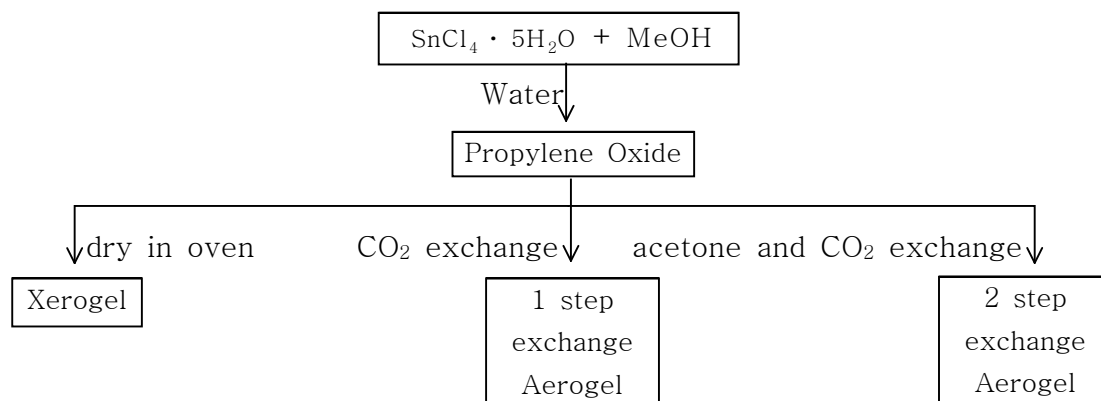 SnCl₄ · 5H₂O + MeOH
Water
Propylene Oxide
dry in oven
CO₂ exchange
acetone and CO₂ exchange
Xerogel
1 step
exchange
Aerogel
2 step
exchange
Aerogel